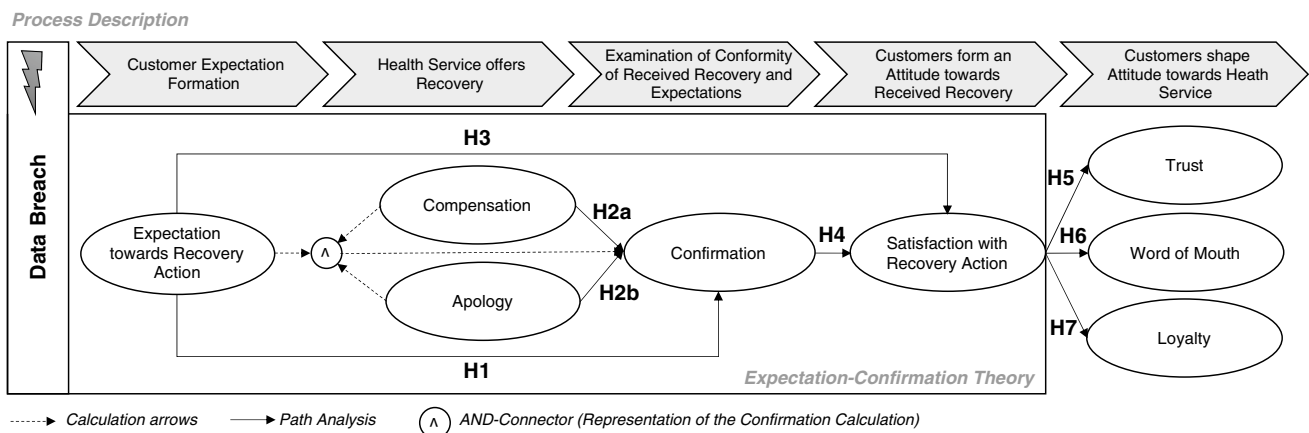 Process Description
Customer Expectation
Formation
Health Service offers
Recovery
Examination of Conformity
of Received Recovery and
Expectations
Customers form an
Attitude towards
Received Recovery
Customers shape
Attitude towards Heath
Service
Data Breach
H3
Expectation
towards Recovery
Action
Compensation
Apology
ʌ
H2a
H2b
Confirmation
H4
Satisfaction with
Recovery Action
H1
Expectation-Confirmation Theory
H5
H6
H7
Trust
Word of Mouth
Loyalty
Calculation arrows
Path Analysis
ʌ
AND-Connector (Representation of the Confirmation Calculation)